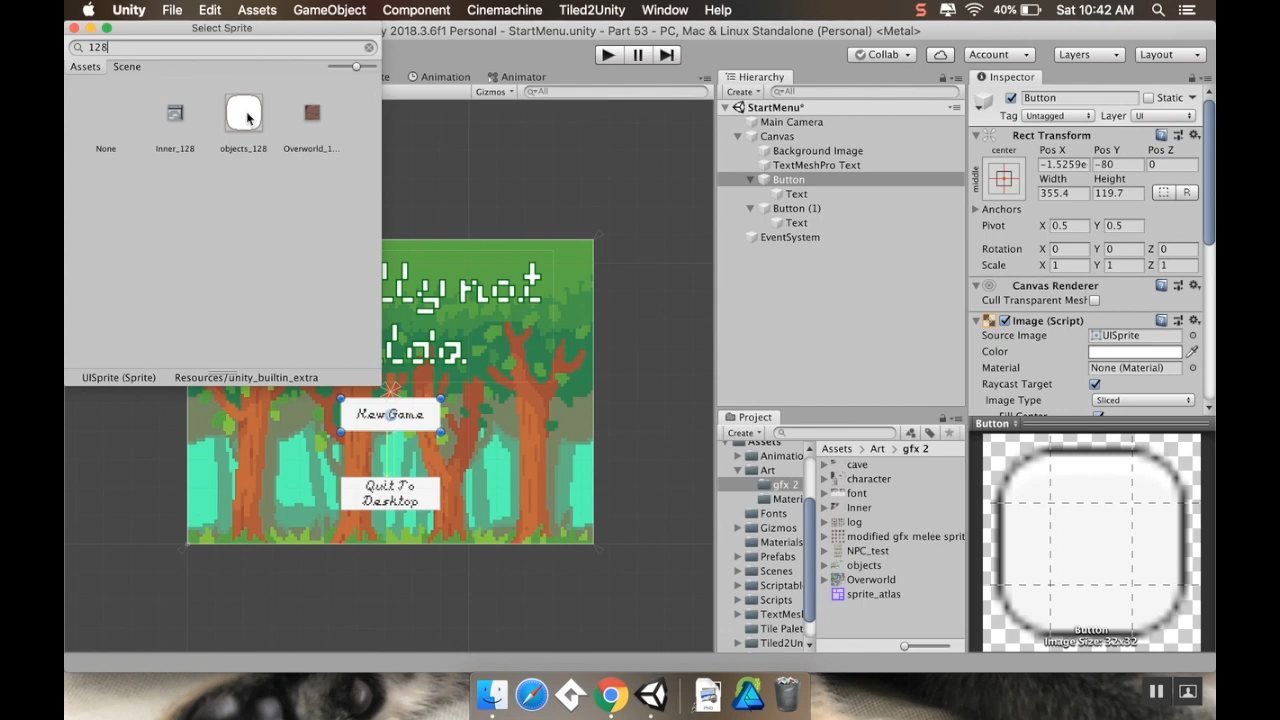 Unity File Edit Assets GameObject Component Cinemachine Tiled2Unity Window Help 40% Sat 10:42 AM
Select Sprite
2018.3.6f1 Personal - StartMenu.unity - Part 53 - PC, Mac & Linux Standalone (Personal) <Metal>
128
Collab Account Layers Layout
Assets Scene
Animation Animator
Gizmos All
None Inner_128 objects_128 Overworld_1...
UISprite (Sprite) Resources/unity_builtin_extra
lly not
lda.
New Game
Quit To
Desktop
Hierarchy
Create All
StartMenu*
Main Camera
Canvas
Background Image
TextMeshPro Text
Button
Text
Button (1)
Text
EventSystem
Project
Create
Assets
Animatio
Art
gfx 2
Materi
Fonts
Gizmos
Materials
Prefabs
Scenes
Scriptabl
Scripts
TextMes
Tile Palet
Tiled2Un
Assets Art gfx 2
cave
character
font
Inner
log
modified gfx melee sprit
NPC_test
objects
Overworld
sprite_atlas
Inspector
Button Static
Tag Untagged Layer UI
Rect Transform
center Pos X Pos Y Pos Z
middle -1.5259e -80 0
Width Height
355.4 119.7 R
Anchors
Pivot X 0.5 Y 0.5
Rotation X 0 Y 0 Z 0
Scale X 1 Y 1 Z 1
Canvas Renderer
Cull Transparent Mesh
Image (Script)
Source Image UISprite
Color
Material None (Material)
Raycast Target
Image Type Sliced
Button
Button
Image Size: 32x32